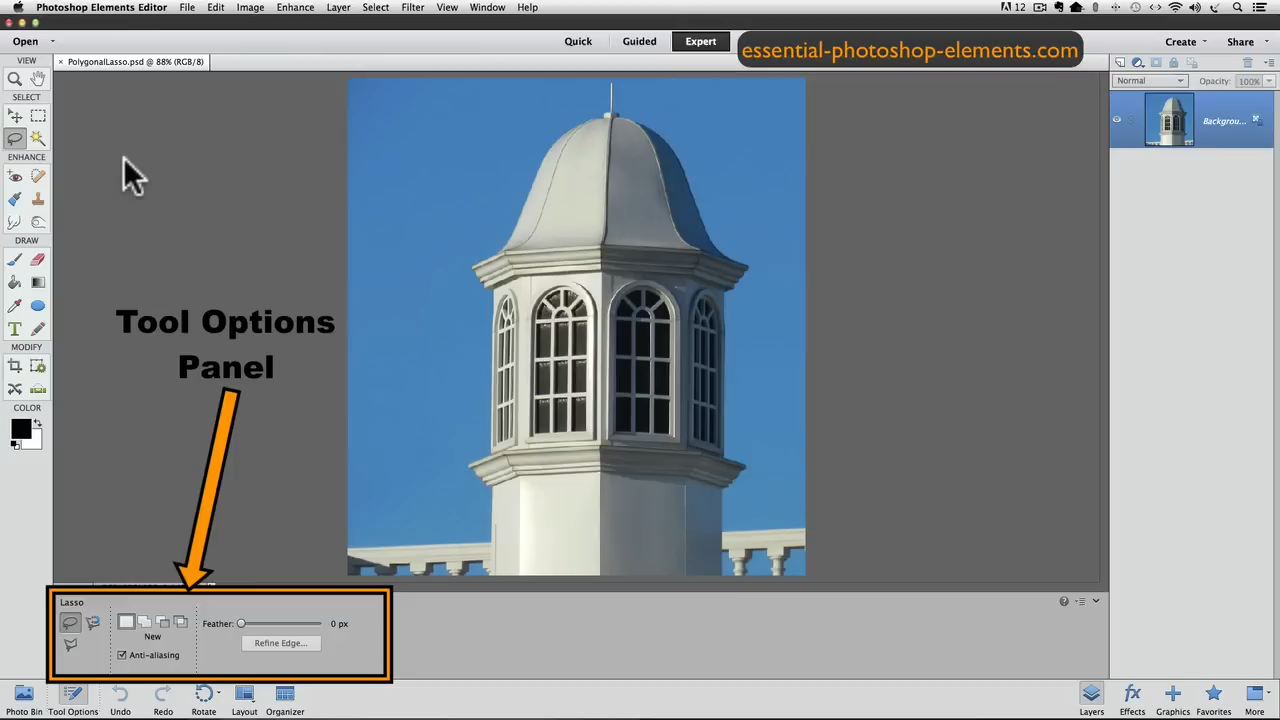 Photoshop Elements Editor File Edit Image Enhance Layer Select Filter View Window Help 12
Open Quick Guided Expert essential-photoshop-elements.com Create Share
VIEW
× PolygonalLasso.psd @ 88% (RGB/8)
Normal Opacity: 100%
SELECT
Backgrou...
ENHANCE
DRAW
Tool Options
Panel
T
MODIFY
COLOR
Lasso
Feather: 0 px
New
Refine Edge...
Anti-aliasing
Photo Bin Tool Options Undo Redo Rotate Layout Organizer Layers Effects Graphics Favorites More